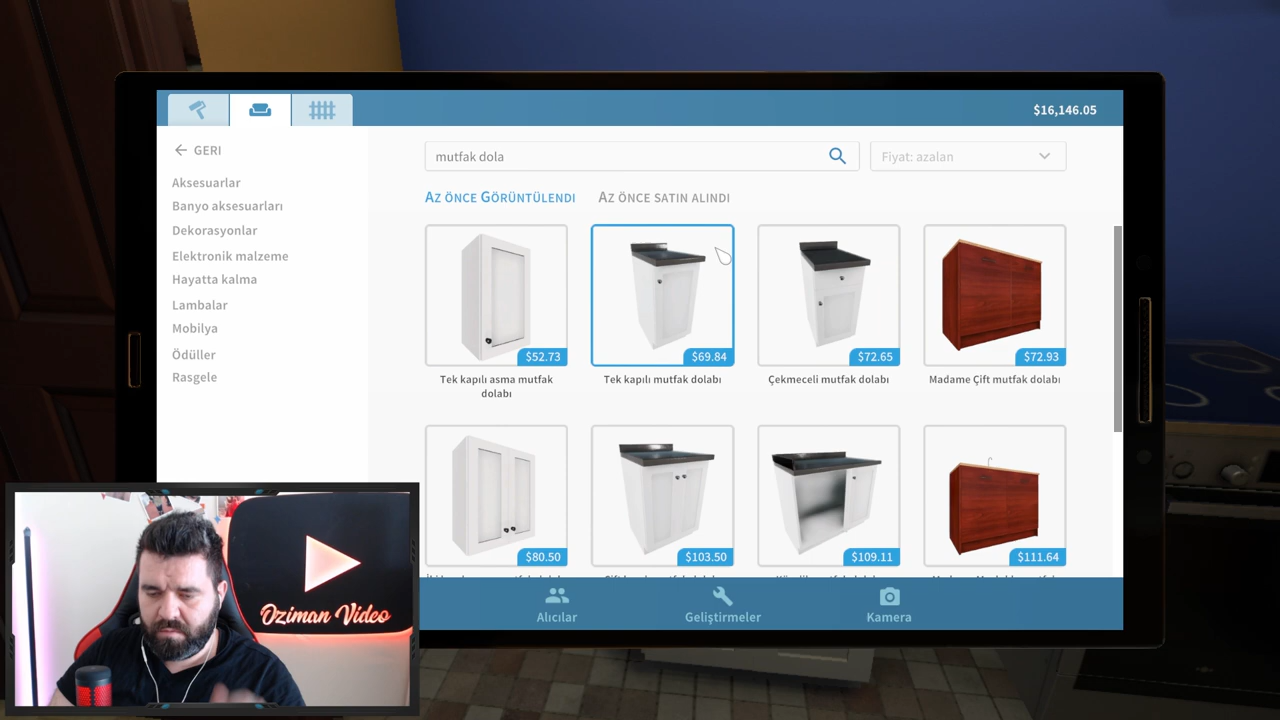 $16,146.05
GERI
mutfak dola
Fiyat: azalan
Aksesuarlar
Banyo aksesuarları
Dekorasyonlar
Elektronik malzeme
Hayatta kalma
Lambalar
Mobilya
Ödüller
Rasgele
AZ ÖNCE GÖRÜNTÜLENDI
AZ ÖNCE SATIN ALINDI
$52.73
$69.84
$72.65
$72.93
Tek kapılı asma mutfak
dolabı
Tek kapılı mutfak dolabı
Çekmeceli mutfak dolabı
Madame Çift mutfak dolabı
$80.50
$103.50
$109.11
$111.64
Alıcılar
Geliştirmeler
Kamera
Oziman Video